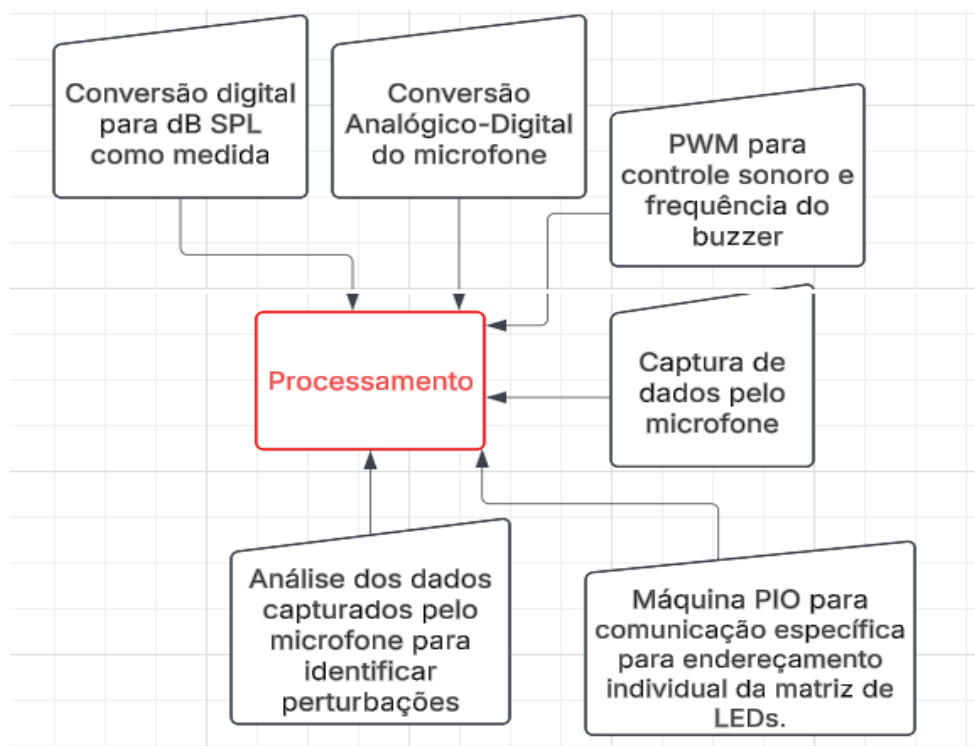 Conversão digital
para dB SPL
como medida
Conversão
Analógico-Digital
do microfone
PWM para
controle sonoro e
frequência do
buzzer
Processamento
Captura de
dados pelo
microfone
Análise dos dados
capturados pelo
microfone para
identificar
perturbações
Máquina PIO para
comunicação específica
para endereçamento
individual da matriz de
LEDs.